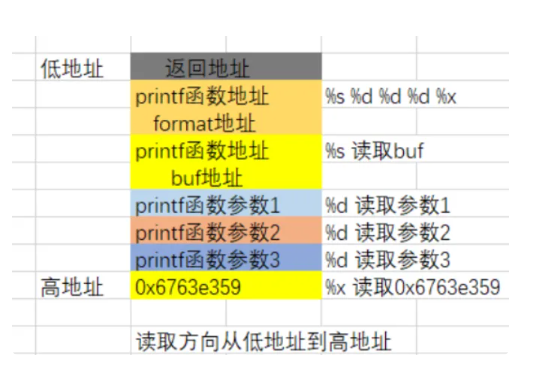 低地址 返回地址
printf函数地址 %s %d %d %d %x
format地址
printf函数地址 %s 读取buf
buf地址
printf函数参数1 %d 读取参数1
printf函数参数2 %d 读取参数2
printf函数参数3 %d 读取参数3
高地址 0x6763e359 %x 读取0x6763e359
读取方向从低地址到高地址